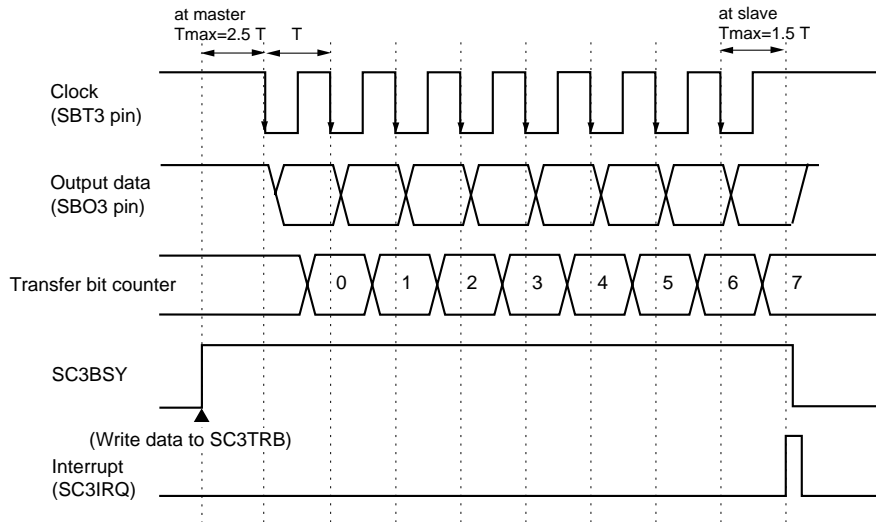 at master
Tmax=2.5 T
T
at slave
Tmax=1.5 T
Clock
(SBT3 pin)
Output data
(SBO3 pin)
Transfer bit counter
0 1 2 3 4 5 6 7
SC3BSY
(Write data to SC3TRB)
Interrupt
(SC3IRQ)